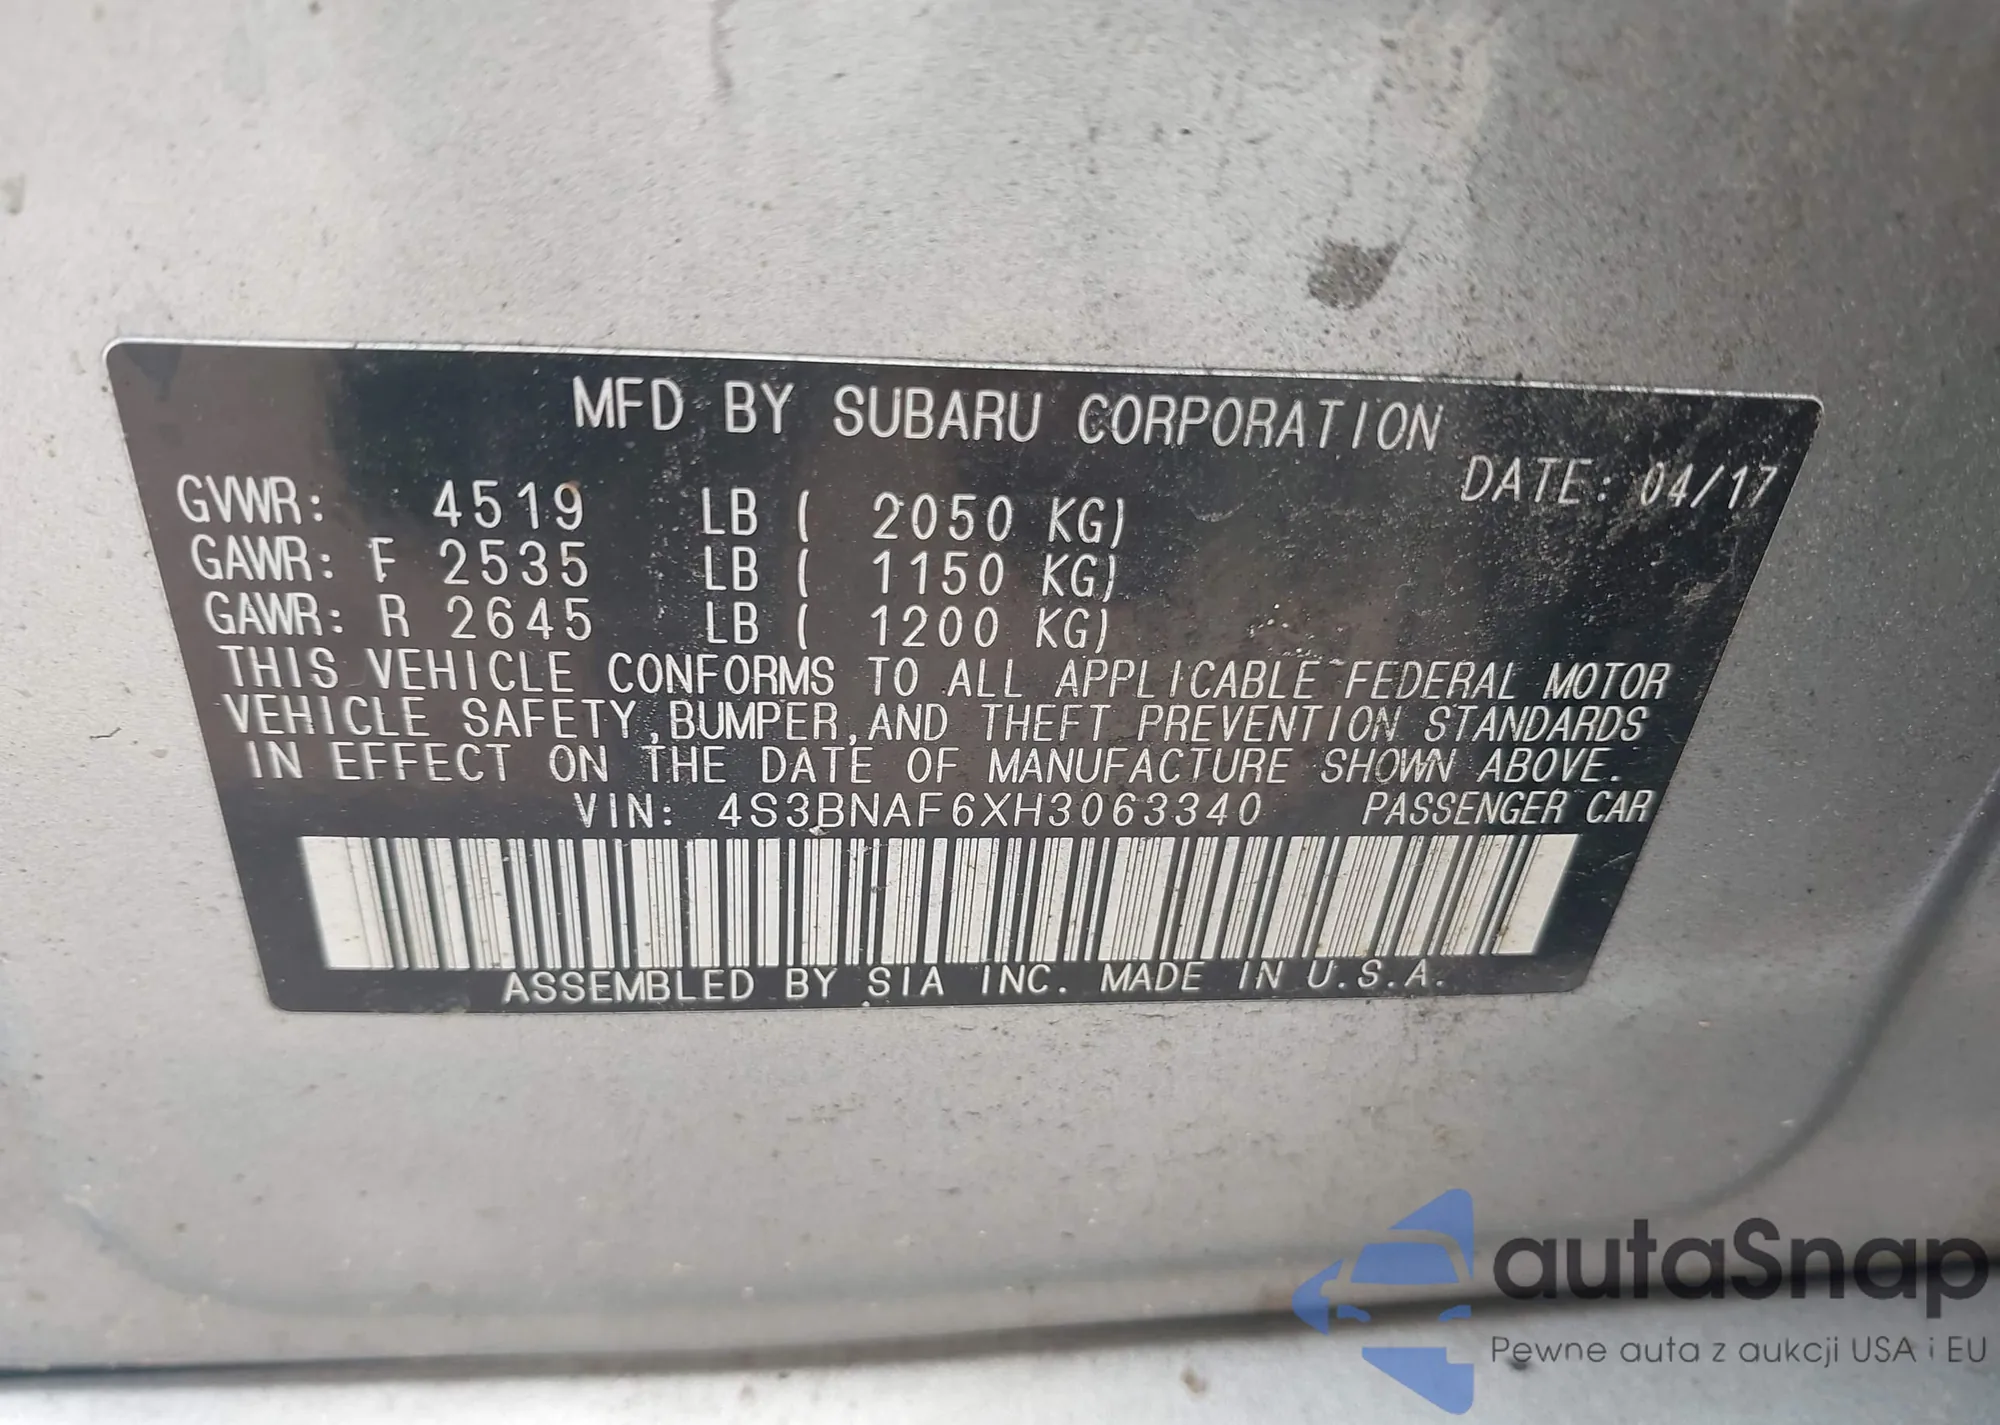 MFD BY SUBARU CORPORATION
DATE: 04/17
GVWR: 4519 LB ( 2050 KG)
GAWR: F 2535 LB ( 1150 KG)
GAWR: R 2645 LB ( 1200 KG)
THIS VEHICLE CONFORMS TO ALL APPLICABLE FEDERAL MOTOR
VEHICLE SAFETY,BUMPER,AND THEFT PREVENTION STANDARDS
IN EFFECT ON THE DATE OF MANUFACTURE SHOWN ABOVE.
VIN: 4S3BNAF6XH3063340 PASSENGER CAR
ASSEMBLED BY SIA INC. MADE IN U.S.A.
autaSnap
Pewne auta z aukcji USA i EU